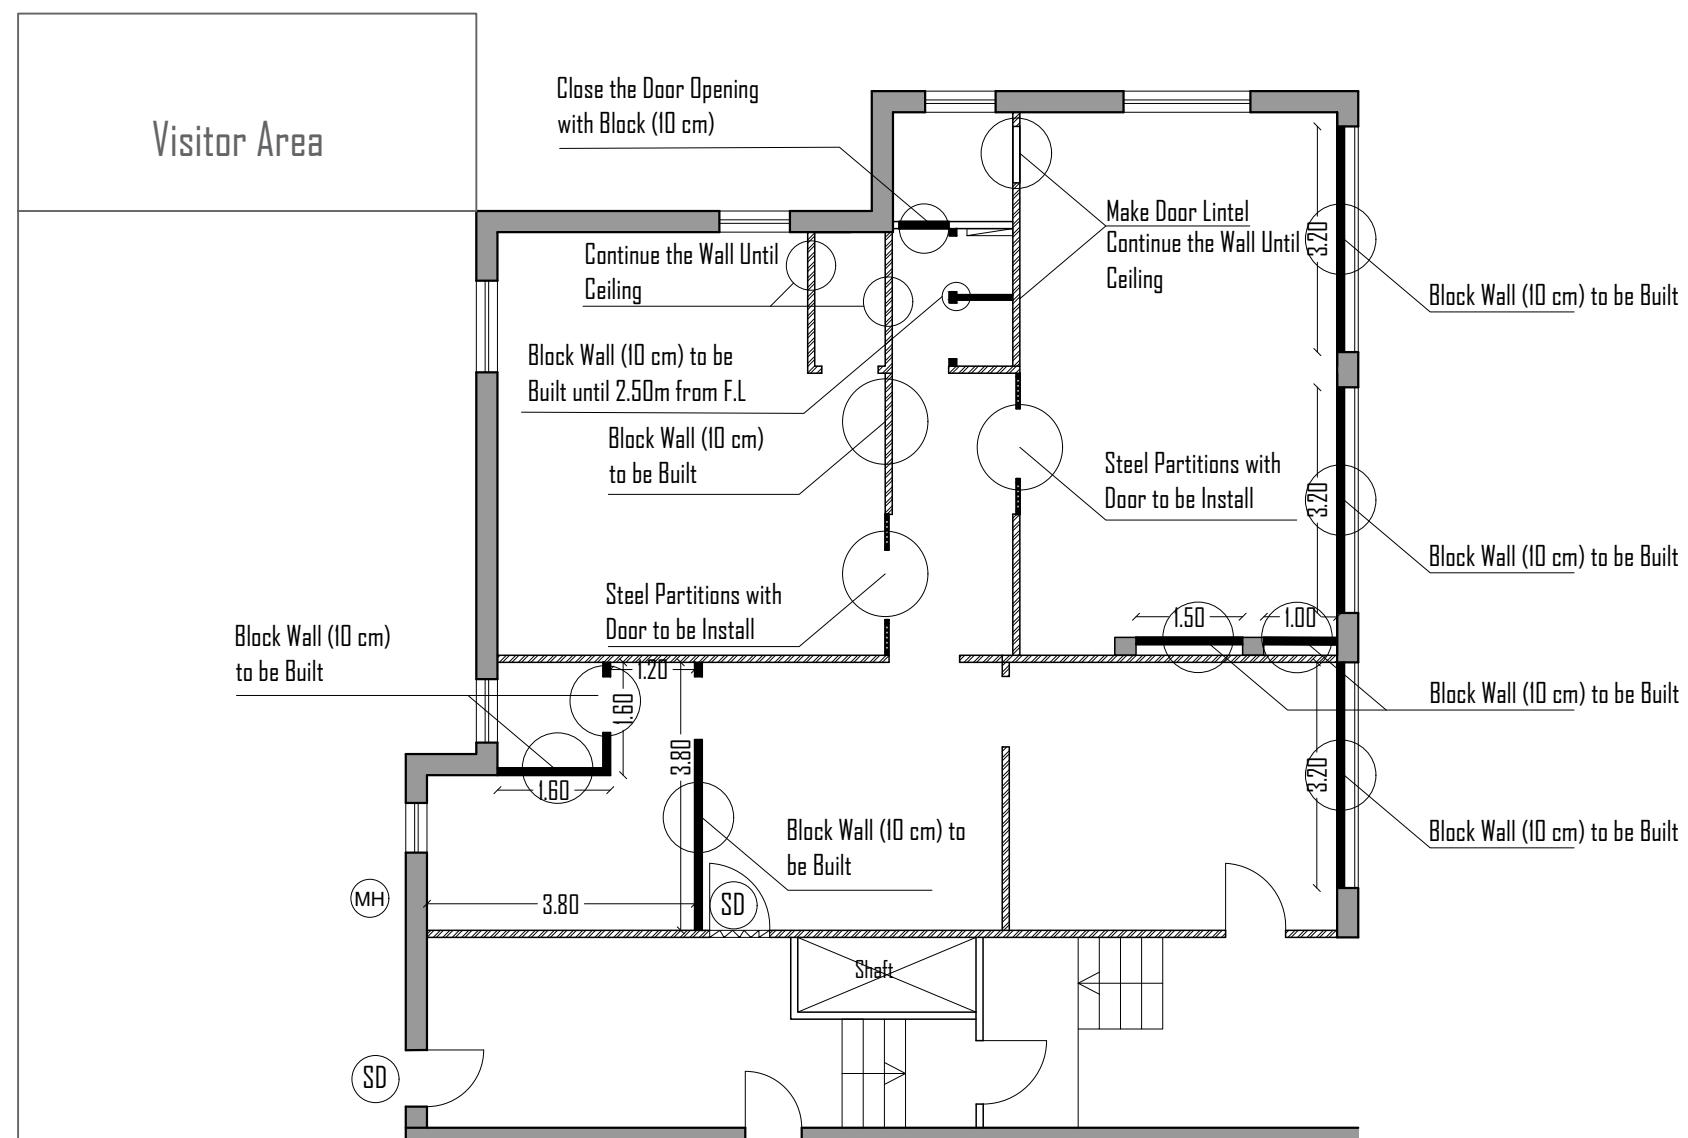 Visitor Area
Close the Door Opening
with Block (10 cm)
Make Door Lintel
Continue the Wall Until
Ceiling
3.20
Continue the Wall Until
Ceiling
Block Wall (10 cm) to be Built
Block Wall (10 cm) to be
Built until 2.50m from F.L
Block Wall (10 cm)
to be Built
Steel Partitions with
Door to be Install
3.20
Block Wall (10 cm) to be Built
Steel Partitions with
Door to be Install
1.50
1.00
Block Wall (10 cm)
to be Built
1.20
1.60
Block Wall (10 cm) to be Built
3.80
3.20
1.60
Block Wall (10 cm) to
be Built
Block Wall (10 cm) to be Built
MH
3.80
SD
Shaft
SD